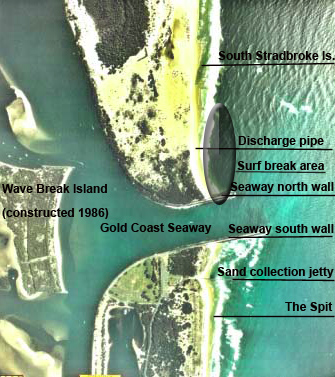 South Stradbroke Is.
Discharge pipe
Surf break area
Wave Break Island
Seaway north wall
(constructed 1986)
Gold Coast Seaway
Seaway south wall
Sand collection jetty
The Spit